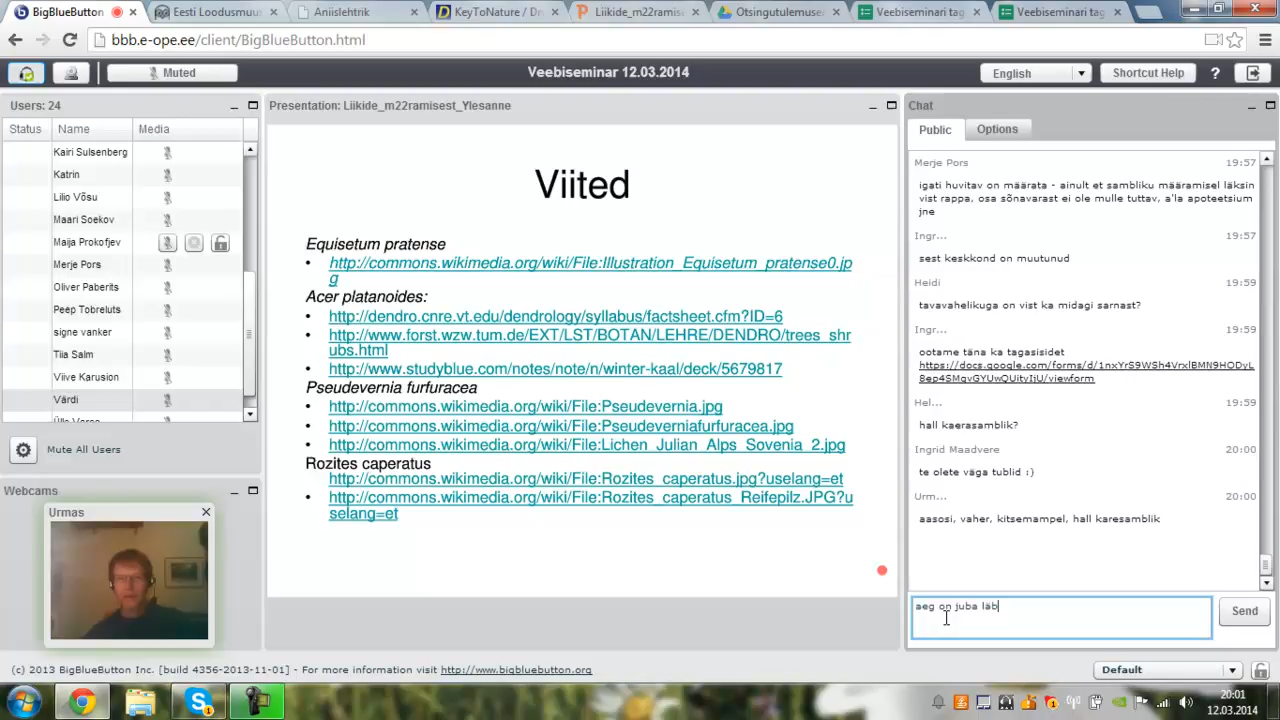 BigBlueButton
Eesti Loodusmuu
Aniislehtrik
KeyToNature / Dr
Liikide_m22ramise
Otsingutulemuse
Veebiseminari tag
Veebiseminari tag
bbb.e-ope.ee/client/BigBlueButton.html
Muted
Veebiseminar 12.03.2014
English
Shortcut Help
?
Users: 24
Presentation: Liikide_m22ramisest_Ylesanne
Chat
Status Name Media
Public
Options
Kairi Sulsenberg
Katrin
Lilio Võsu
Maari Soekov
Maija Prokofjev
Merje Pors
Oliver Paberits
Peep Tobreluts
signe vanker
Tiia Salm
Viive Karusion
Värdi
Mute All Users
Webcams
Urmas
Viited
Equisetum pratense
• http://commons.wikimedia.org/wiki/File:Illustration_Equisetum_pratense0.jp
g
Acer platanoides:
• http://dendro.cnre.vt.edu/dendrology/syllabus/factsheet.cfm?ID=6
• http://www.forst.wzw.tum.de/EXT/LST/BOTAN/LEHRE/DENDRO/trees_shr
ubs.html
• http://www.studyblue.com/notes/note/n/winter-kaal/deck/5679817
Pseudevernia furfuracea
• http://commons.wikimedia.org/wiki/File:Pseudevernia.jpg
• http://commons.wikimedia.org/wiki/File:Pseudeverniafurfuracea.jpg
• http://commons.wikimedia.org/wiki/File:Lichen_Julian_Alps_Sovenia_2.jpg
Rozites caperatus
http://commons.wikimedia.org/wiki/File:Rozites_caperatus.jpg?uselang=et
• http://commons.wikimedia.org/wiki/File:Rozites_caperatus_Reifepilz.JPG?u
selang=et
Merje Pors 19:57
igati huvitav on määrata - ainult et sambliku määramisel läksin
vist rappa, osa sõnavarast ei ole mulle tuttav, a'la apoteetsium
jne
Ingr... 19:57
sest keskkond on muutunud
Heidi 19:59
tavavahelikuga on vist ka midagi sarnast?
Ingr... 19:59
ootame täna ka tagasisidet
Hel... 19:59
hall kaerasamblik?
Ingrid Maadvere 20:00
te olete väga tublid :)
Urm... 20:00
aasosi, vaher, kitsemampel, hall karesamblik
aeg on juba läb
Send
(c) 2013 BigBlueButton Inc. [build 4356-2013-11-01] - For more information visit http://www.bigbluebutton.org
Default
20:01
12.03.2014